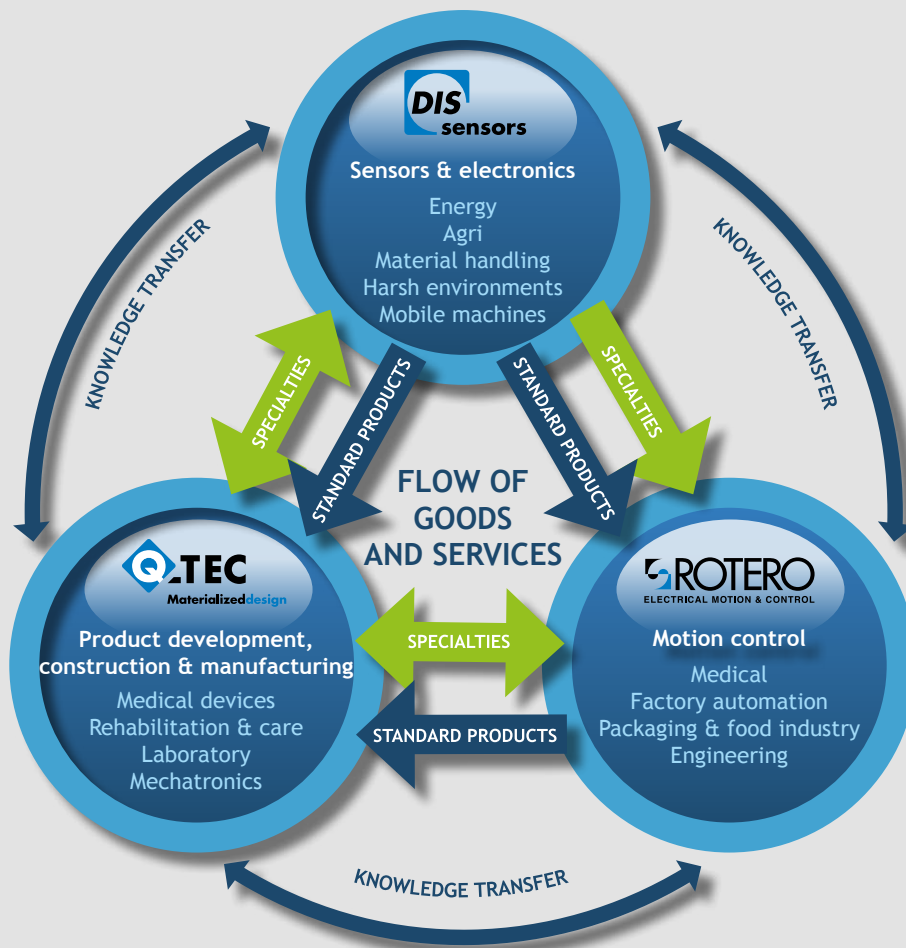 DIS
sensors
Sensors & electronics
Energy
Agri
Material handling
Harsh environments
Mobile machines
KNOWLEDGE TRANSFER
KNOWLEDGE TRANSFER
SPECIALTIES
STANDARD PRODUCTS
STANDARD PRODUCTS
SPECIALTIES
FLOW OF
GOODS
AND SERVICES
Q-TEC
Materializeddesign
Product development,
construction & manufacturing
Medical devices
Rehabilitation & care
Laboratory
Mechatronics
SPECIALTIES
STANDARD PRODUCTS
ROTERO
ELECTRICAL MOTION & CONTROL
Motion control
Medical
Factory automation
Packaging & food industry
Engineering
KNOWLEDGE TRANSFER